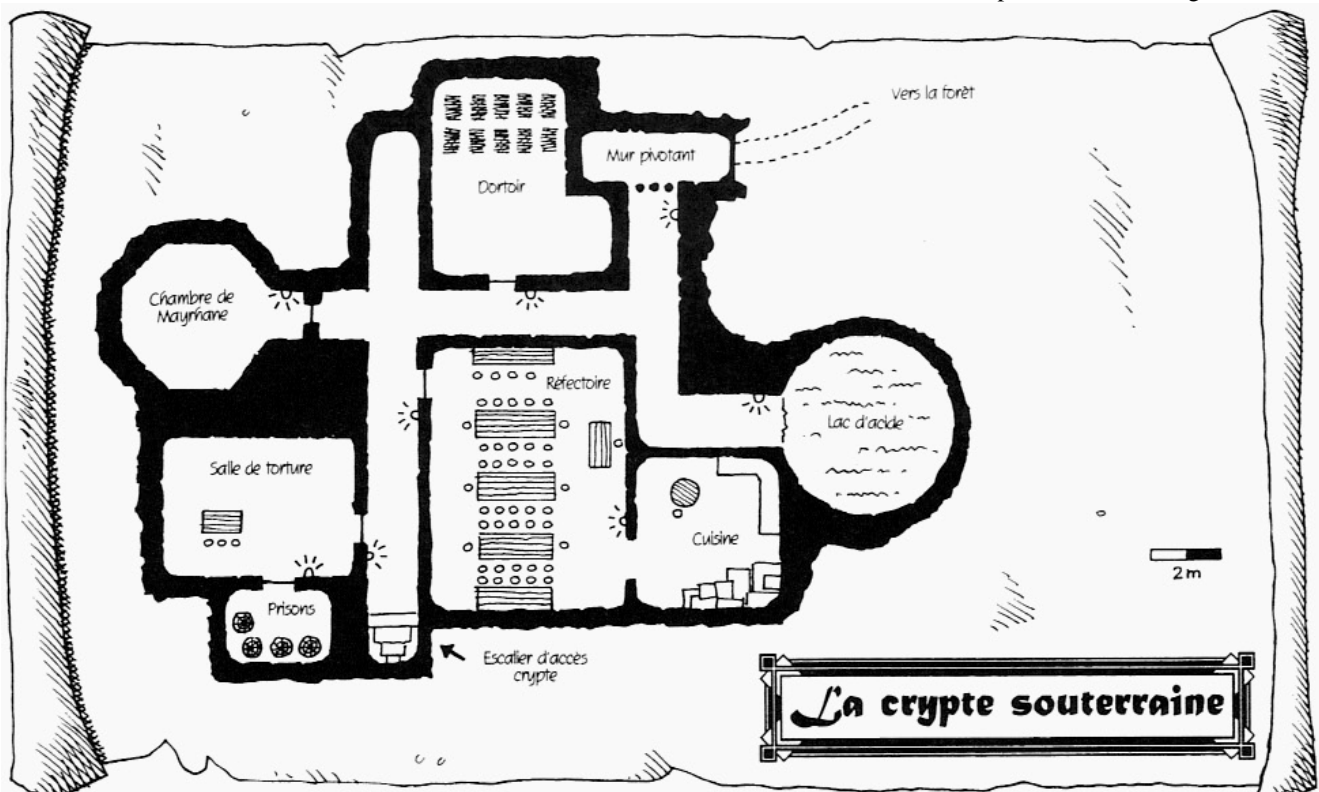 Vers la forêt
Mur pivotant
Dortoir
Chambre de
Mayrhane
Réfectoire
Lac d'acide
Salle de torture
Cuisine
2 m
Prisons
Escalier d'accès
crypte
La crypte souterraine